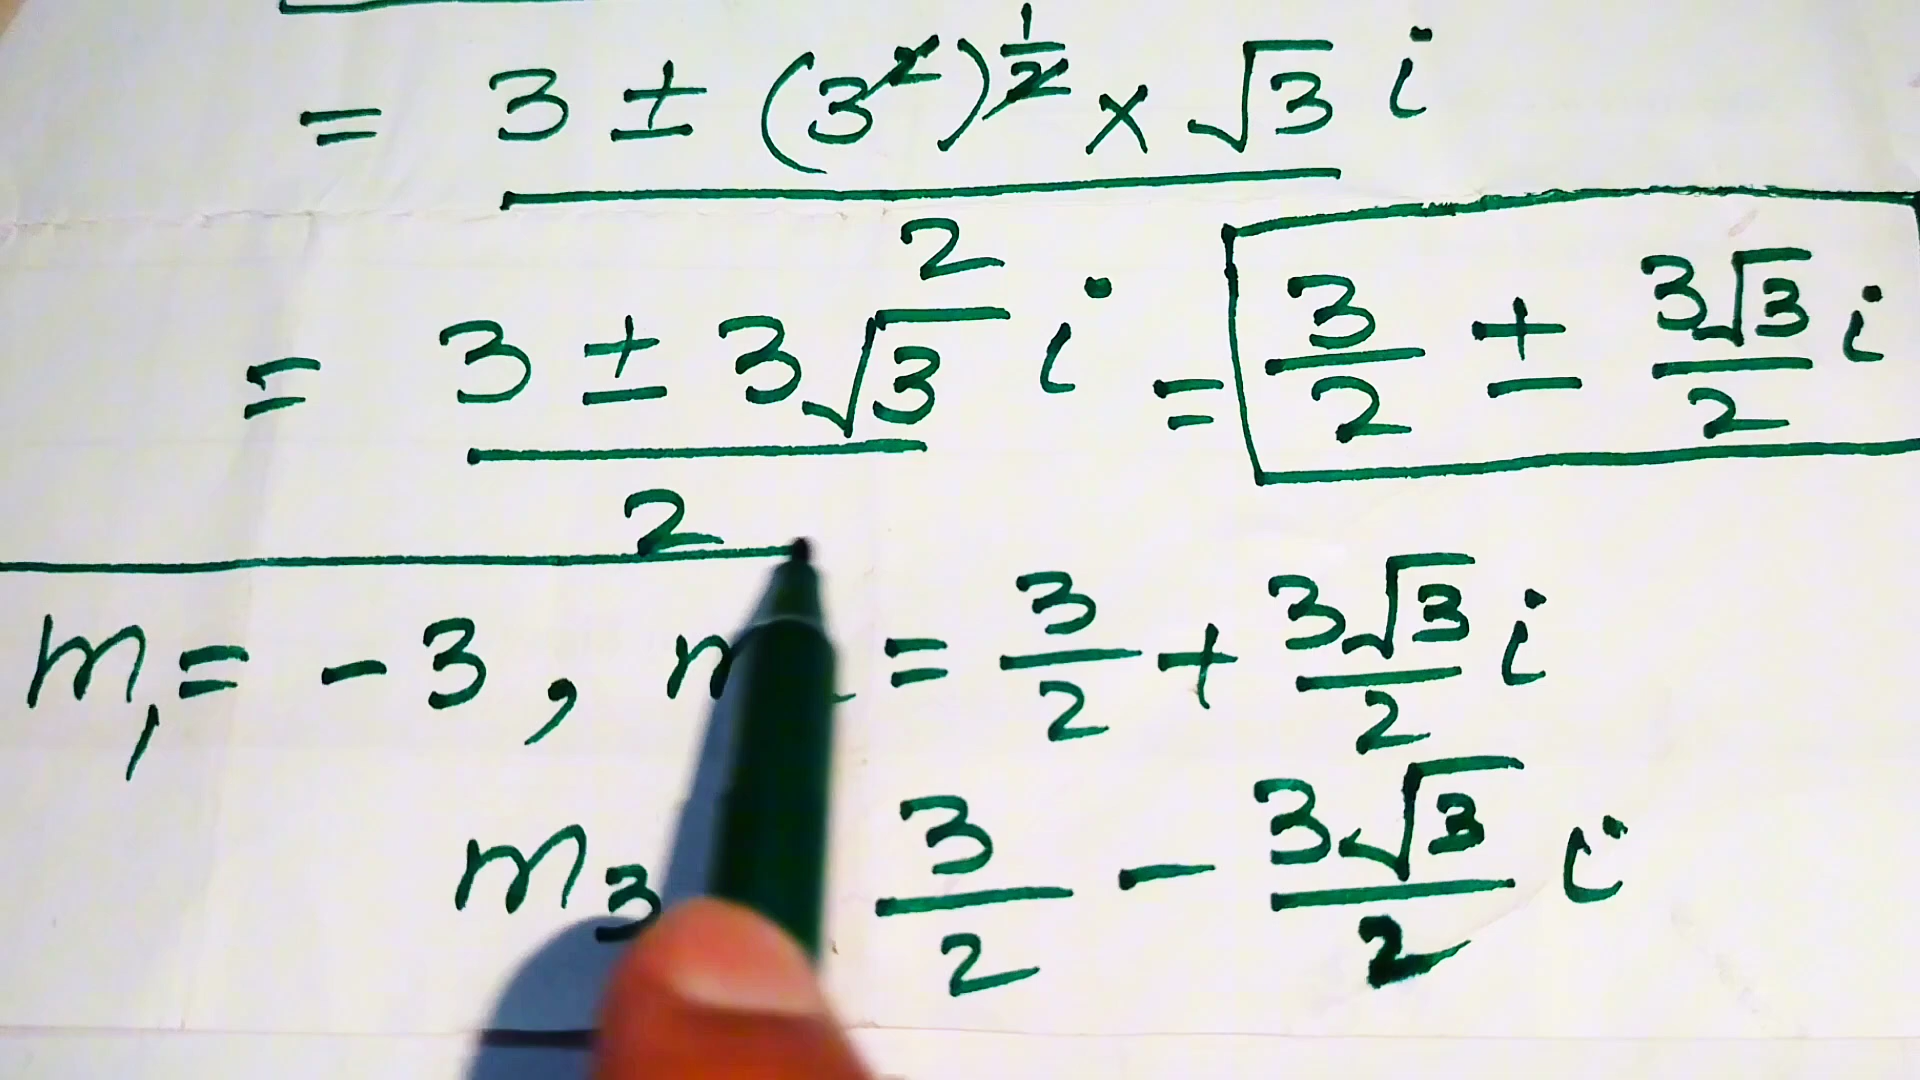 = 3 ± (3²)^1/2 × √3 i
2
= 3 ± 3√3 i = 3/2 ± 3√3/2 i
2
m₁ = -3, m = 3/2 + 3√3/2 i
m₃ 3/2 - 3√3/2 i